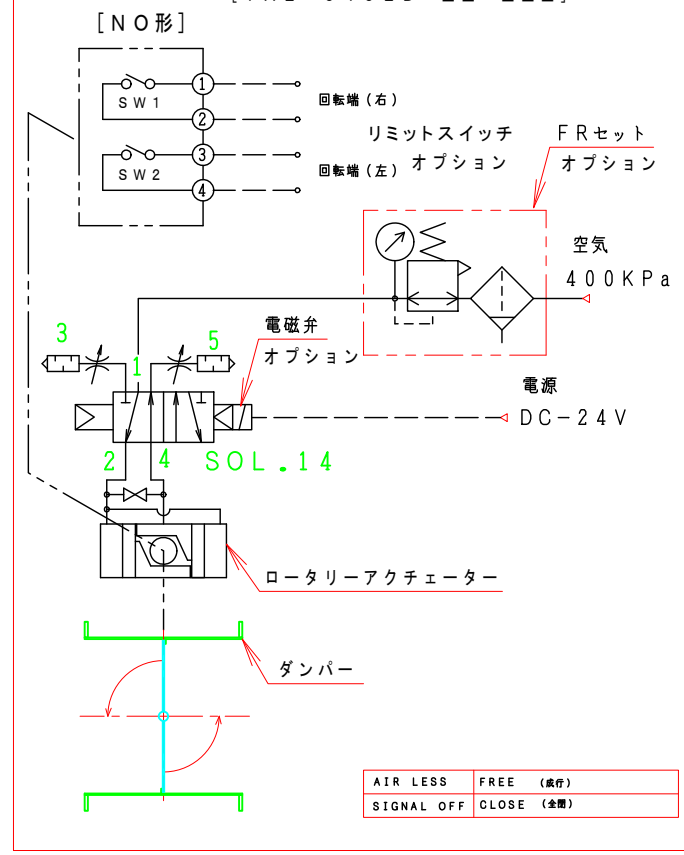 [NO形]
1
SW1
2
3
SW2
4
回転端(右)
回転端(左)
リミットスイッチ
オプション
FRセット
オプション
空気
400KPa
電磁弁
オプション
電源
DC-24V
3
1
5
2
4
SOL.14
ロータリーアクチェーター
ダンパー
AIR LESS
FREE (成行)
SIGNAL OFF
CLOSE (全閉)